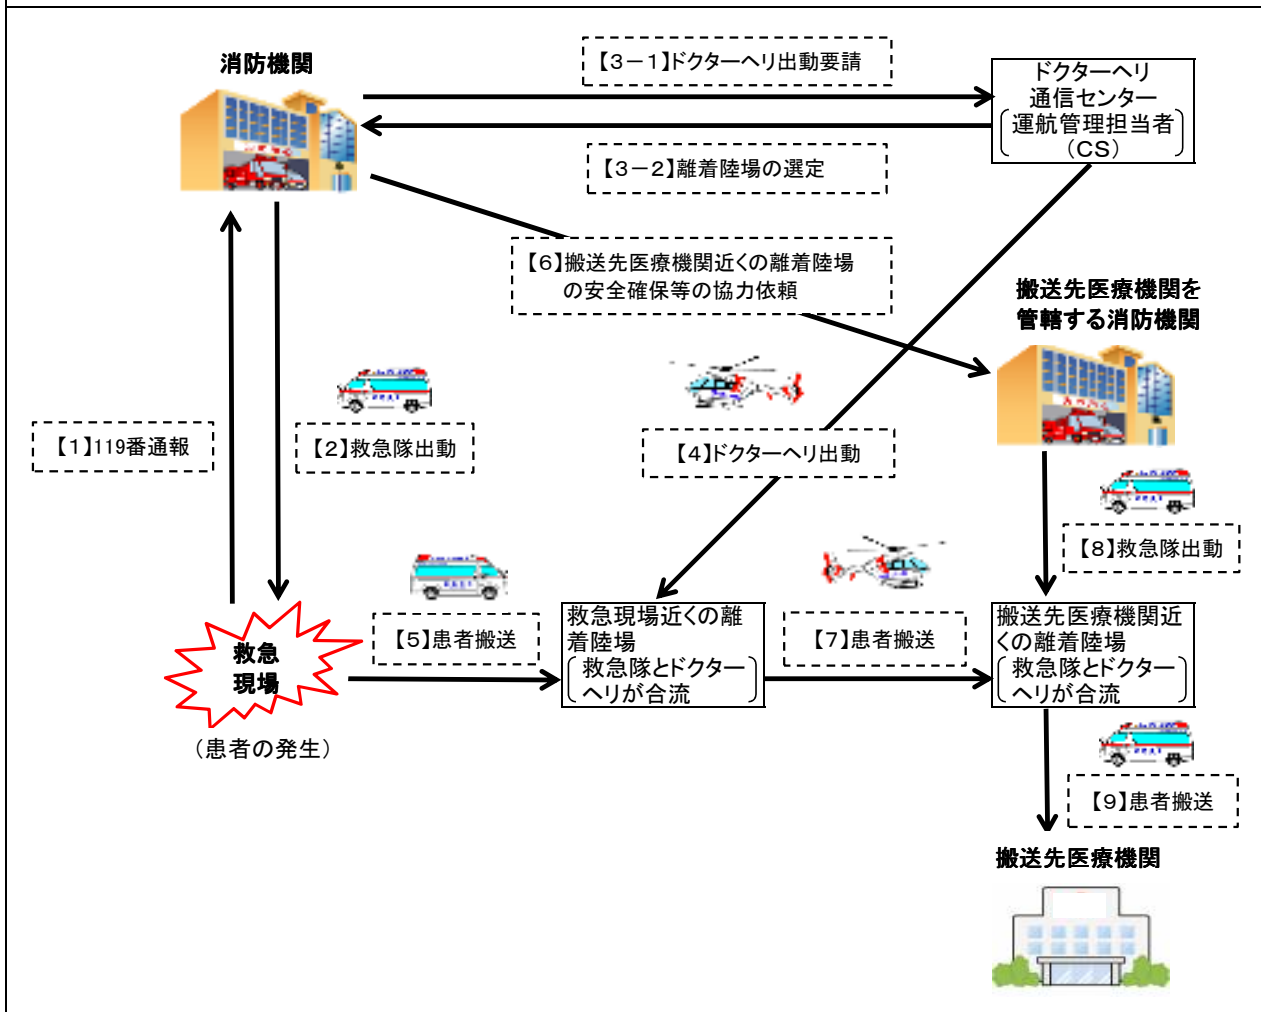 消防機関
【3－1】ドクターヘリ出動要請
ドクターヘリ
通信センター
運航管理担当者
（CS）
【3－2】離着陸場の選定
【6】搬送先医療機関近くの離着陸場
の安全確保等の協力依頼
搬送先医療機関を
管轄する消防機関
【1】119番通報
【2】救急隊出動
【4】ドクターヘリ出動
【8】救急隊出動
救急
現場
（患者の発生）
【5】患者搬送
救急現場近くの離
着陸場
救急隊とドクター
ヘリが合流
【7】患者搬送
搬送先医療機関近
くの離着陸場
救急隊とドクター
ヘリが合流
【9】患者搬送
搬送先医療機関